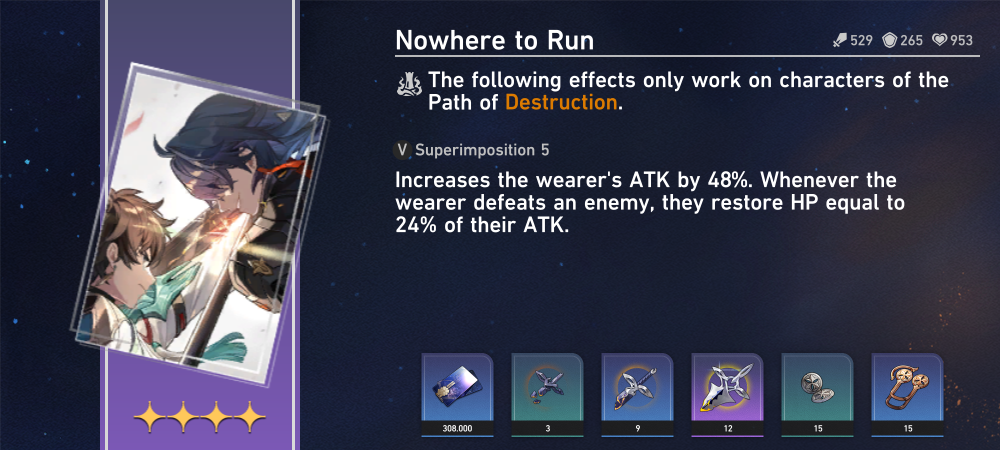 Nowhere to Run
529 265 953
The following effects only work on characters of the
Path of Destruction.
V Superimposition 5
Increases the wearer's ATK by 48%. Whenever the
wearer defeats an enemy, they restore HP equal to
24% of their ATK.
308.000 3 9 12 15 15